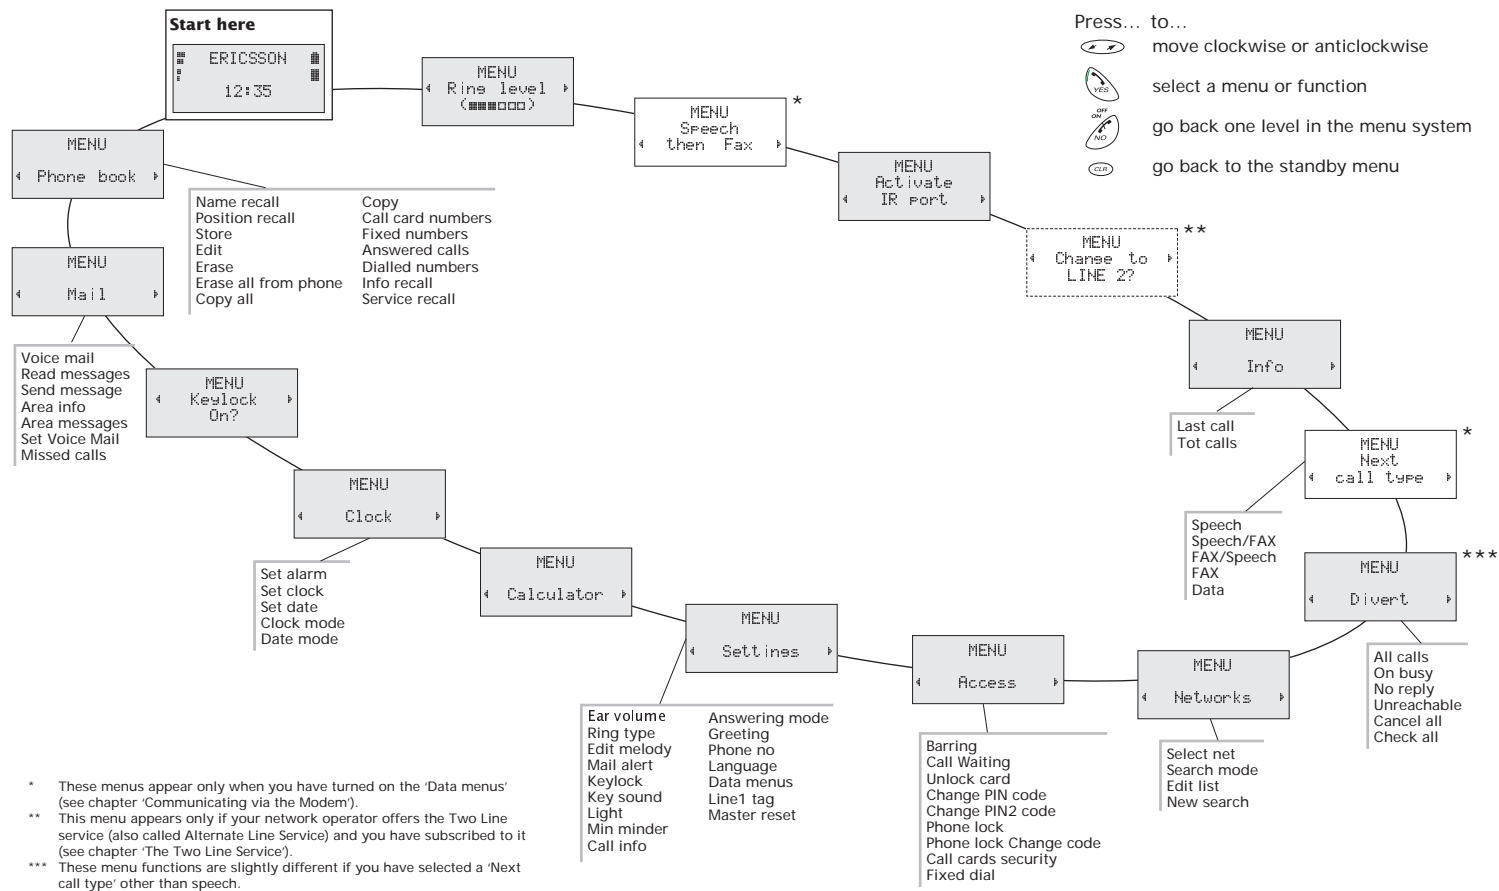 Start here
ERICSSON
12:35
MENU
Ring level
MENU
Speech
then Fax
*
MENU
Activate
IR port
MENU
Change to
LINE 2?
**
MENU
Info
Last call
Tot calls
MENU
Next
call type
*
Speech
Speech/FAX
FAX/Speech
FAX
Data
MENU
Divert
***
All calls
On busy
No reply
Unreachable
Cancel all
Check all
MENU
Networks
Select net
Search mode
Edit list
New search
MENU
Access
Barring
Call Waiting
Unlock card
Change PIN code
Change PIN2 code
Phone lock
Phone lock Change code
Call cards security
Fixed dial
MENU
Settings
Ear volume
Ring type
Edit melody
Mail alert
Keylock
Key sound
Light
Min minder
Call info
Answering mode
Greeting
Phone no
Language
Data menus
Line1 tag
Master reset
MENU
Calculator
MENU
Clock
Set alarm
Set clock
Set date
Clock mode
Date mode
MENU
Keylock
On?
MENU
Mail
Voice mail
Read messages
Send message
Area info
Area messages
Set Voice Mail
Missed calls
MENU
Phone book
Name recall
Position recall
Store
Edit
Erase
Erase all from phone
Copy all
Copy
Call card numbers
Fixed numbers
Answered calls
Dialled numbers
Info recall
Service recall
Press... to...
move clockwise or anticlockwise
YES
select a menu or function
OFF
ON
NO
go back one level in the menu system
CLR
go back to the standby menu
* These menus appear only when you have turned on the ‘Data menus’
(see chapter ‘Communicating via the Modem’).
** This menu appears only if your network operator offers the Two Line
service (also called Alternate Line Service) and you have subscribed to it
(see chapter ‘The Two Line Service’).
*** These menu functions are slightly different if you have selected a ‘Next
call type’ other than speech.